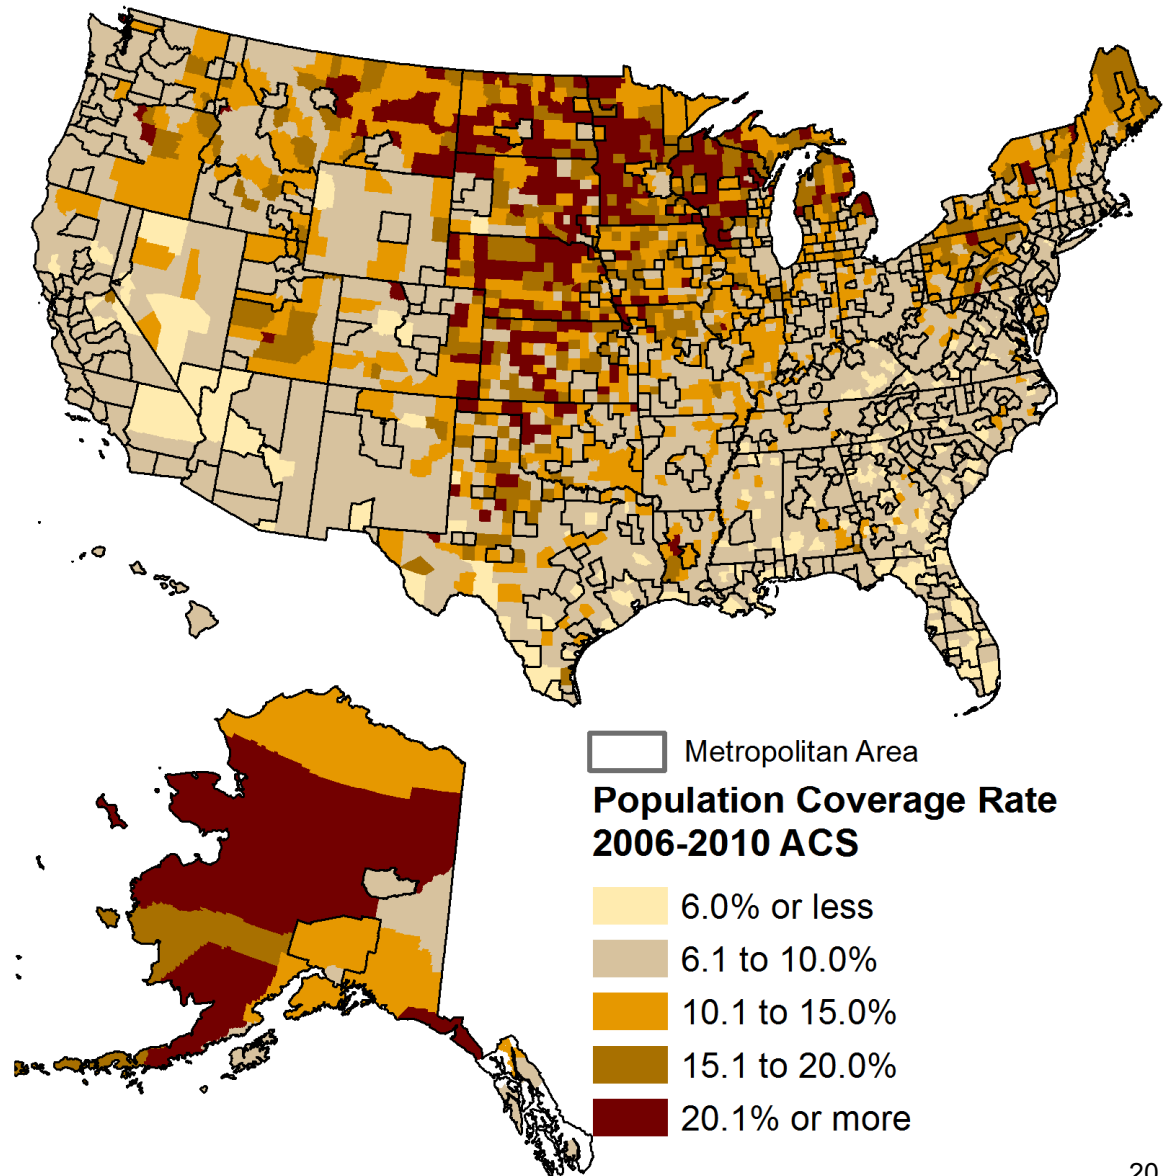 Metropolitan Area
Population Coverage Rate
2006-2010 ACS
6.0% or less
6.1 to 10.0%
10.1 to 15.0%
15.1 to 20.0%
20.1% or more
20